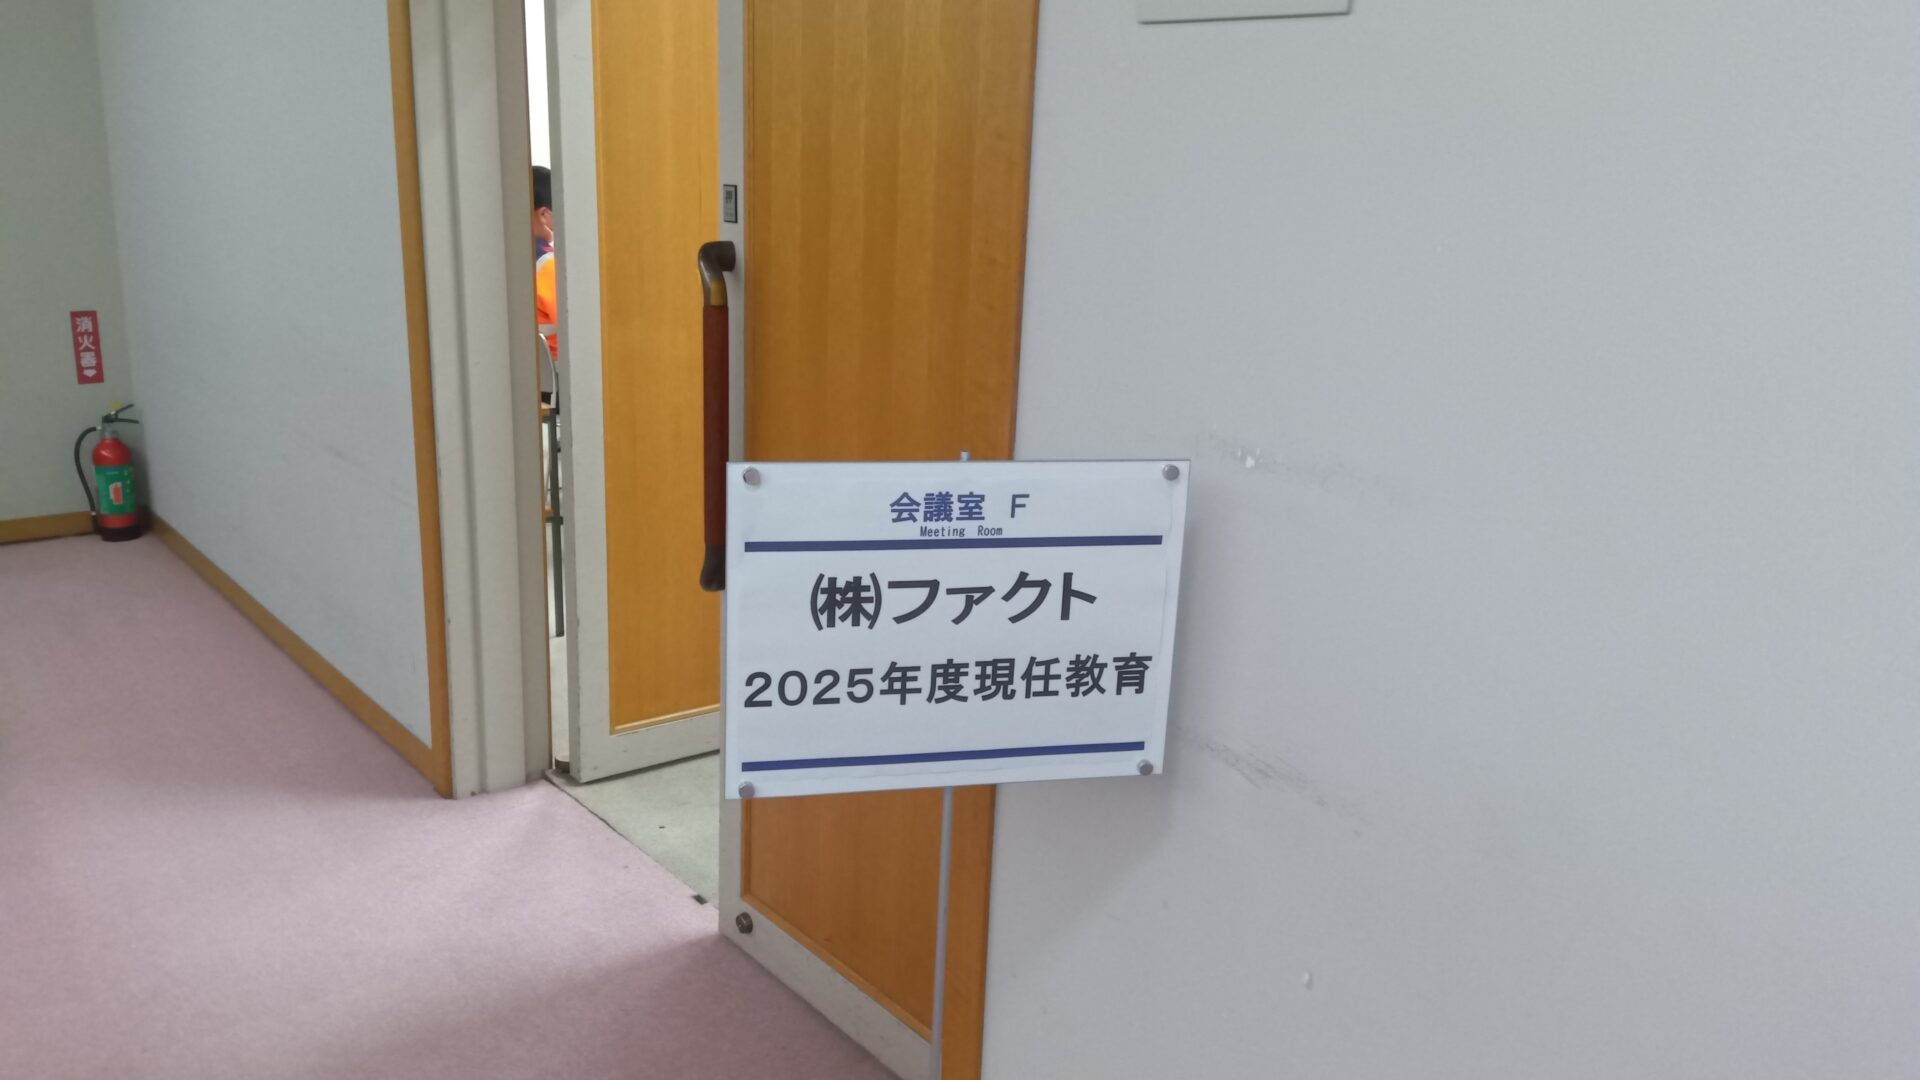 消火器
会議室 F
Meeting Room
㈱ファクト
2025年度現任教育